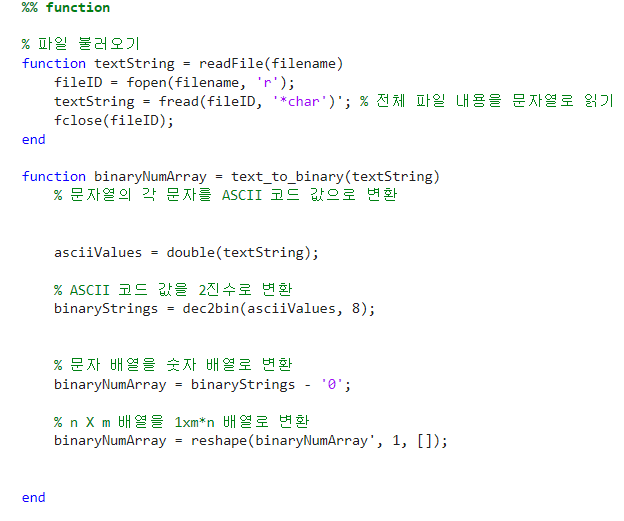 %% function
% 파일 불러오기
function textString = readFile(filename)
    fileID = fopen(filename, 'r');
    textString = fread(fileID, '*char')'; % 전체 파일 내용을 문자열로 읽기
    fclose(fileID);
end
function binaryNumArray = text_to_binary(textString)
    % 문자열의 각 문자를 ASCII 코드 값으로 변환
    asciiValues = double(textString);
    % ASCII 코드 값을 2진수로 변환
    binaryStrings = dec2bin(asciiValues, 8);
    % 문자 배열을 숫자 배열로 변환
    binaryNumArray = binaryStrings - '0';
    % n X m 배열을 1xm*n 배열로 변환
    binaryNumArray = reshape(binaryNumArray', 1, []);
end